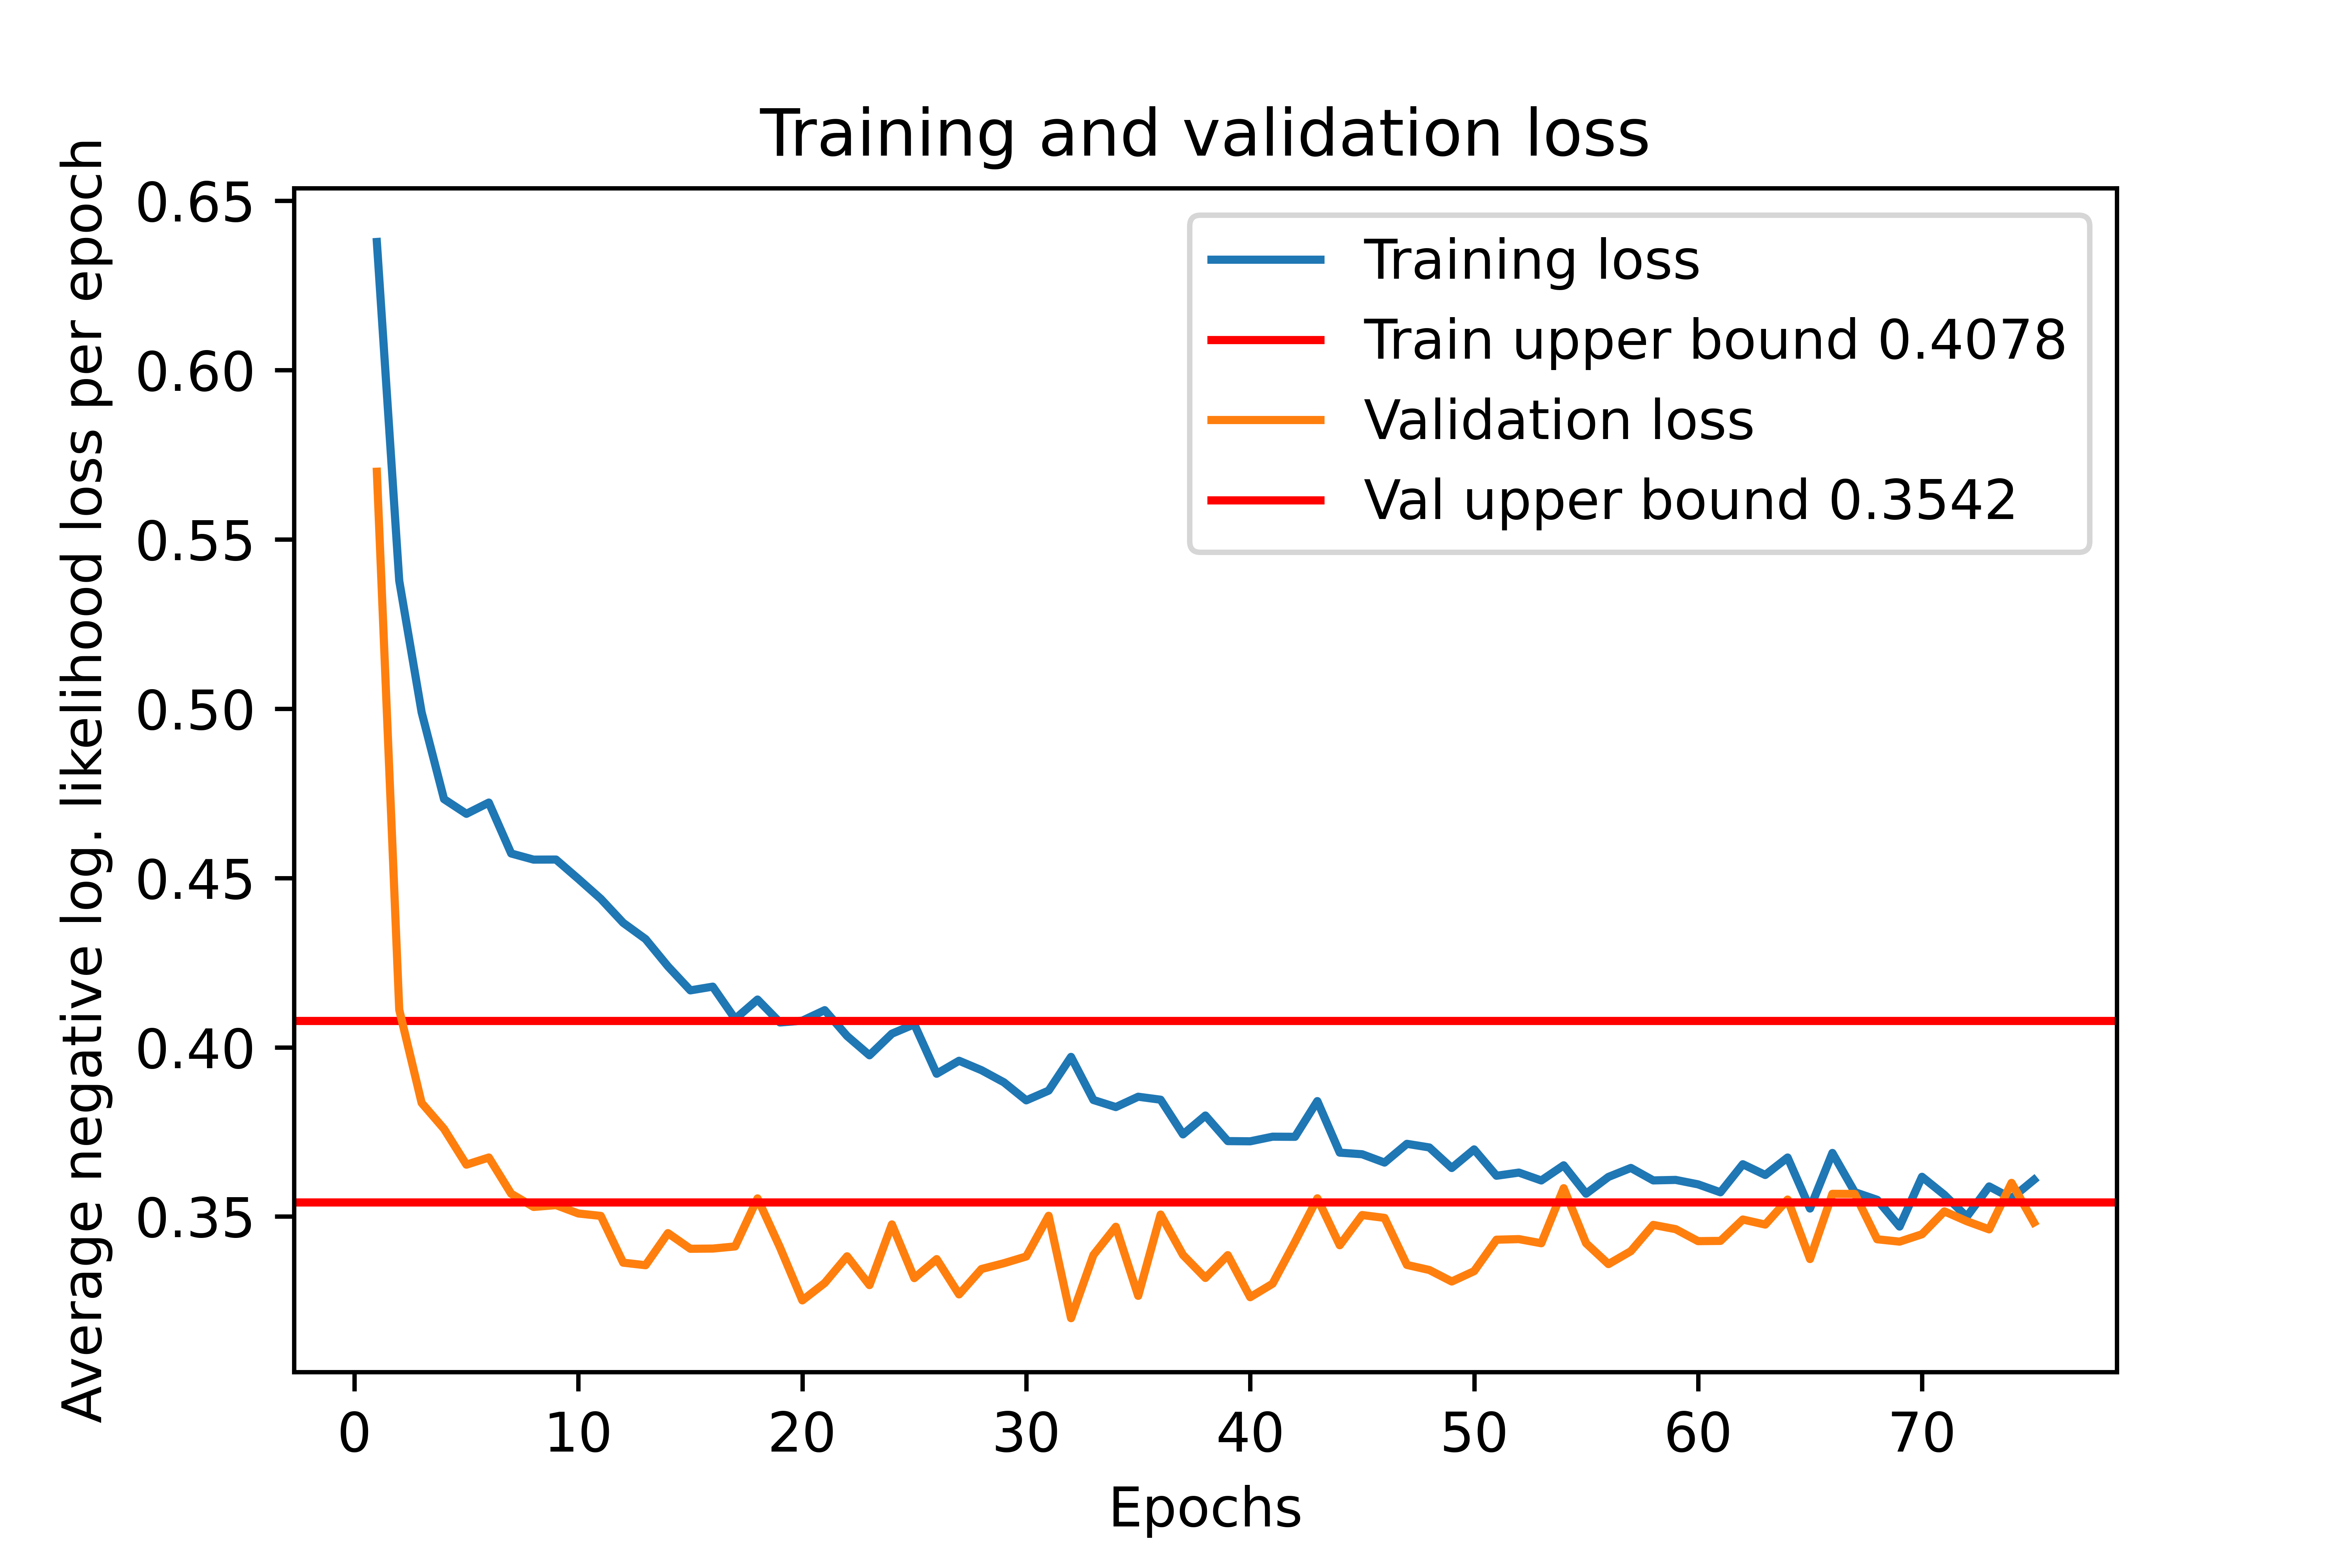 Training and validation loss
Average negative log. likelihood loss per epoch
0.65
0.60
0.55
0.50
0.45
0.40
0.35
Training loss
Train upper bound 0.4078
Validation loss
Val upper bound 0.3542
0 10 20 30 40 50 60 70
Epochs